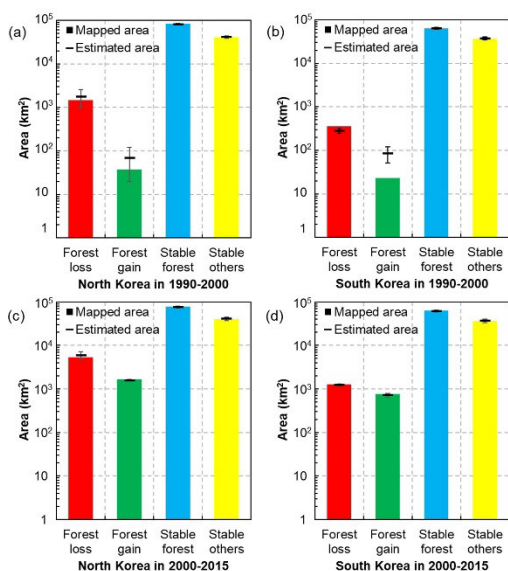 (a)
10⁵
10³
10²
10
1
Area (km²)
Mapped area
Estimated area
Forest loss
Forest gain
Stable forest
Stable others
North Korea in 1990-2000
(b)
10⁵
10³
10²
10
1
Area (km²)
Mapped area
Estimated area
Forest loss
Forest gain
Stable forest
Stable others
South Korea in 1990-2000
(c)
10⁵
10⁴
10³
10²
10
1
Area (km²)
Mapped area
Estimated area
Forest loss
Forest gain
Stable forest
Stable others
North Korea in 2000-2015
(d)
10⁵
10⁴
10³
10²
10
1
Area (km²)
Mapped area
Estimated area
Forest loss
Forest gain
Stable forest
Stable others
South Korea in 2000-2015